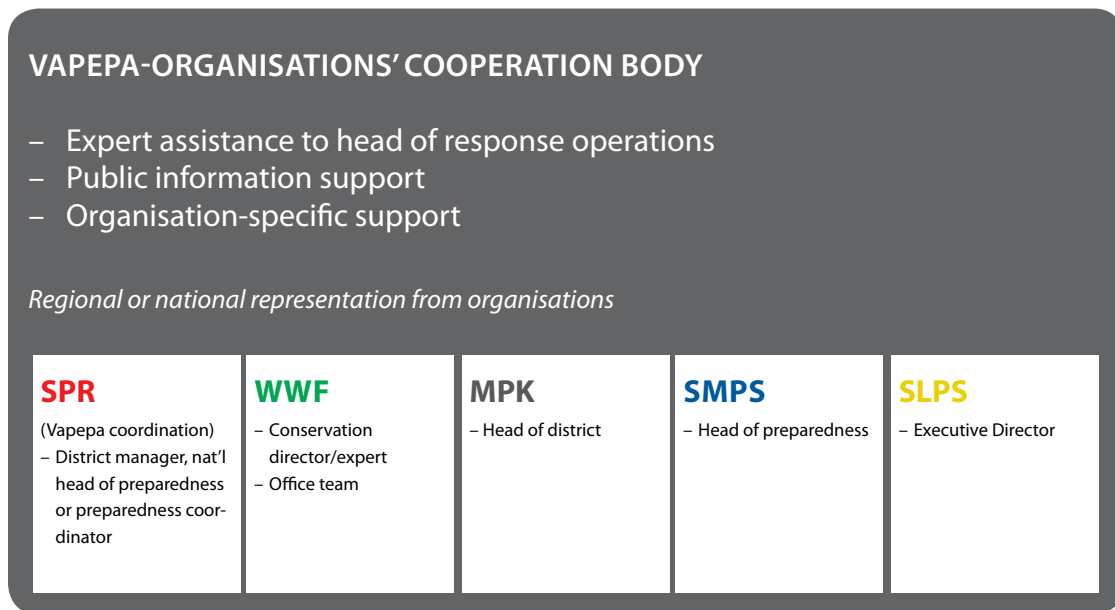 VAPEPA-ORGANISATIONS’ COOPERATION BODY
– Expert assistance to head of response operations
– Public information support
– Organisation-specific support
Regional or national representation from organisations
SPR
(Vapepa coordination)
– District manager, nat’l
head of preparedness
or preparedness coor-
dinator
WWF
– Conservation
director/expert
– Office team
MPK
– Head of district
SMPS
– Head of preparedness
SLPS
– Executive Director